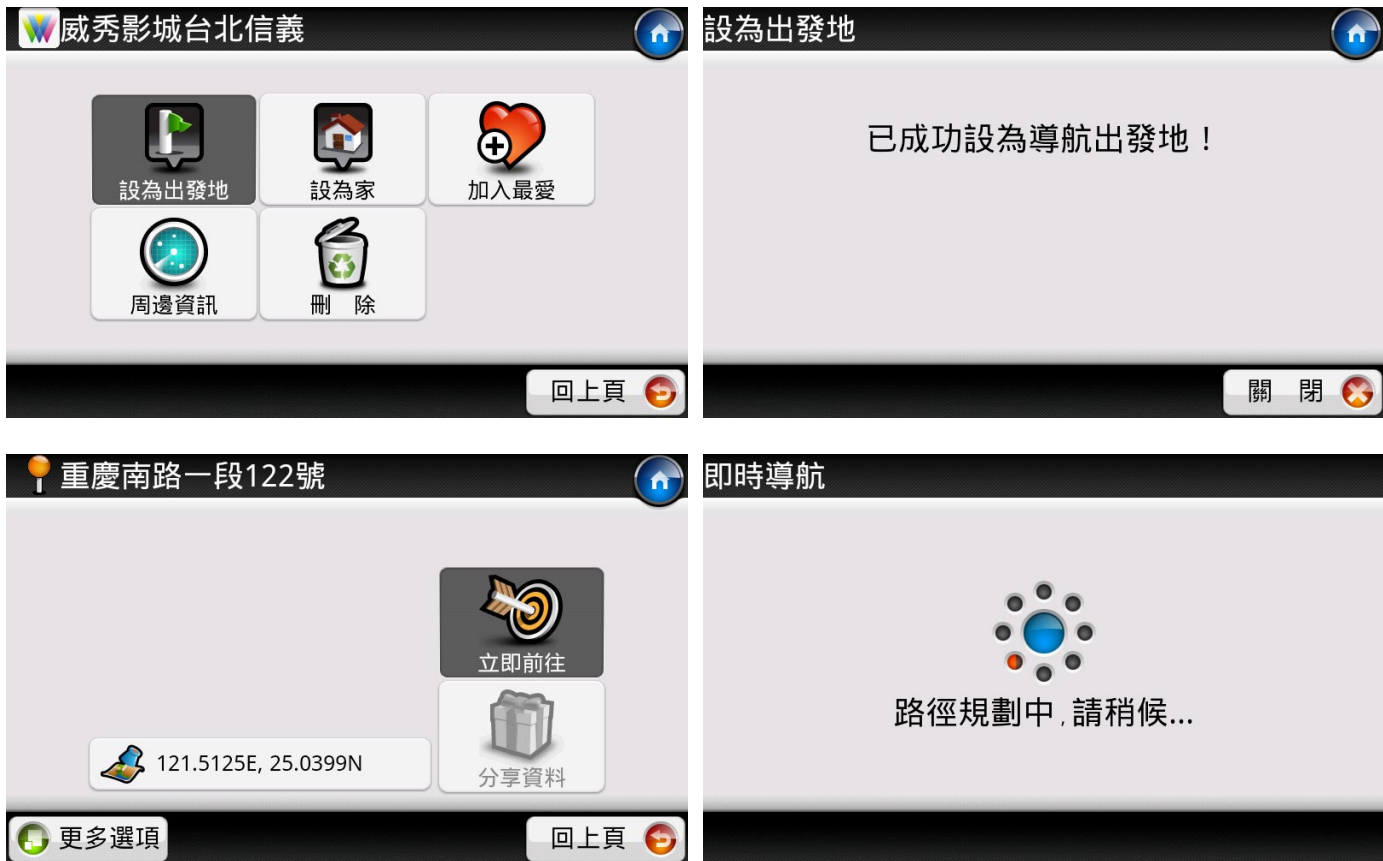 威秀影城台北信義
設為出發地
設為家
加入最愛
周邊資訊
刪 除
回上頁
設為出發地
已成功設為導航出發地！
關 閉
重慶南路一段122號
立即前往
121.5125E, 25.0399N
分享資料
更多選項
回上頁
即時導航
路徑規劃中,請稍候...